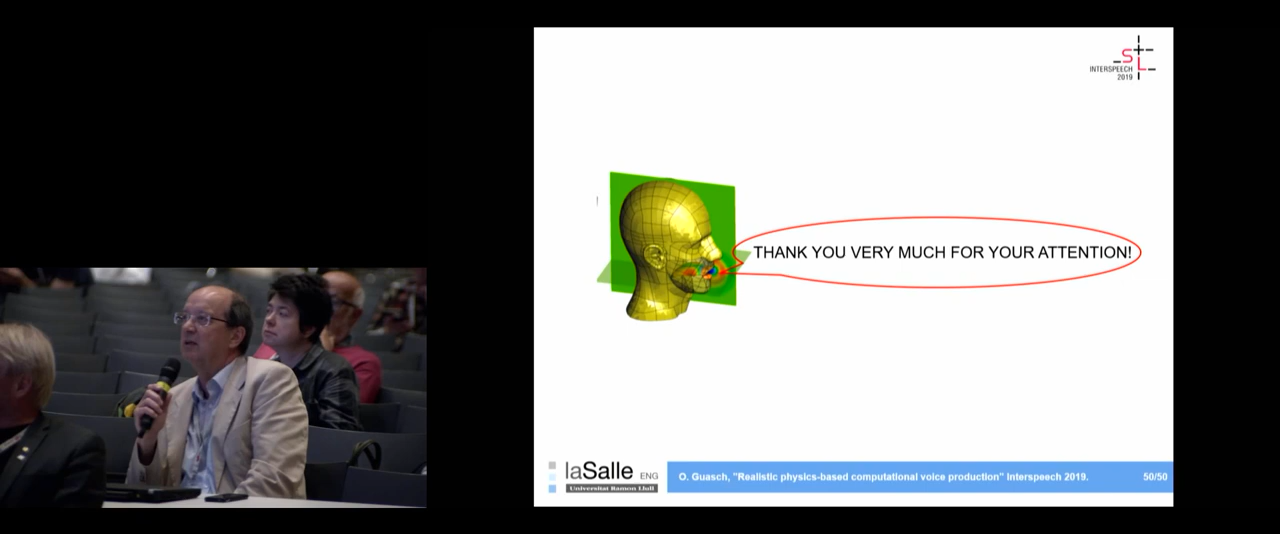 SL
INTERSPEECH
2019
THANK YOU VERY MUCH FOR YOUR ATTENTION!
laSalle ENG
Universitat Ramon Llull
O. Guasch, "Realistic physics-based computational voice production" Interspeech 2019.
50/50